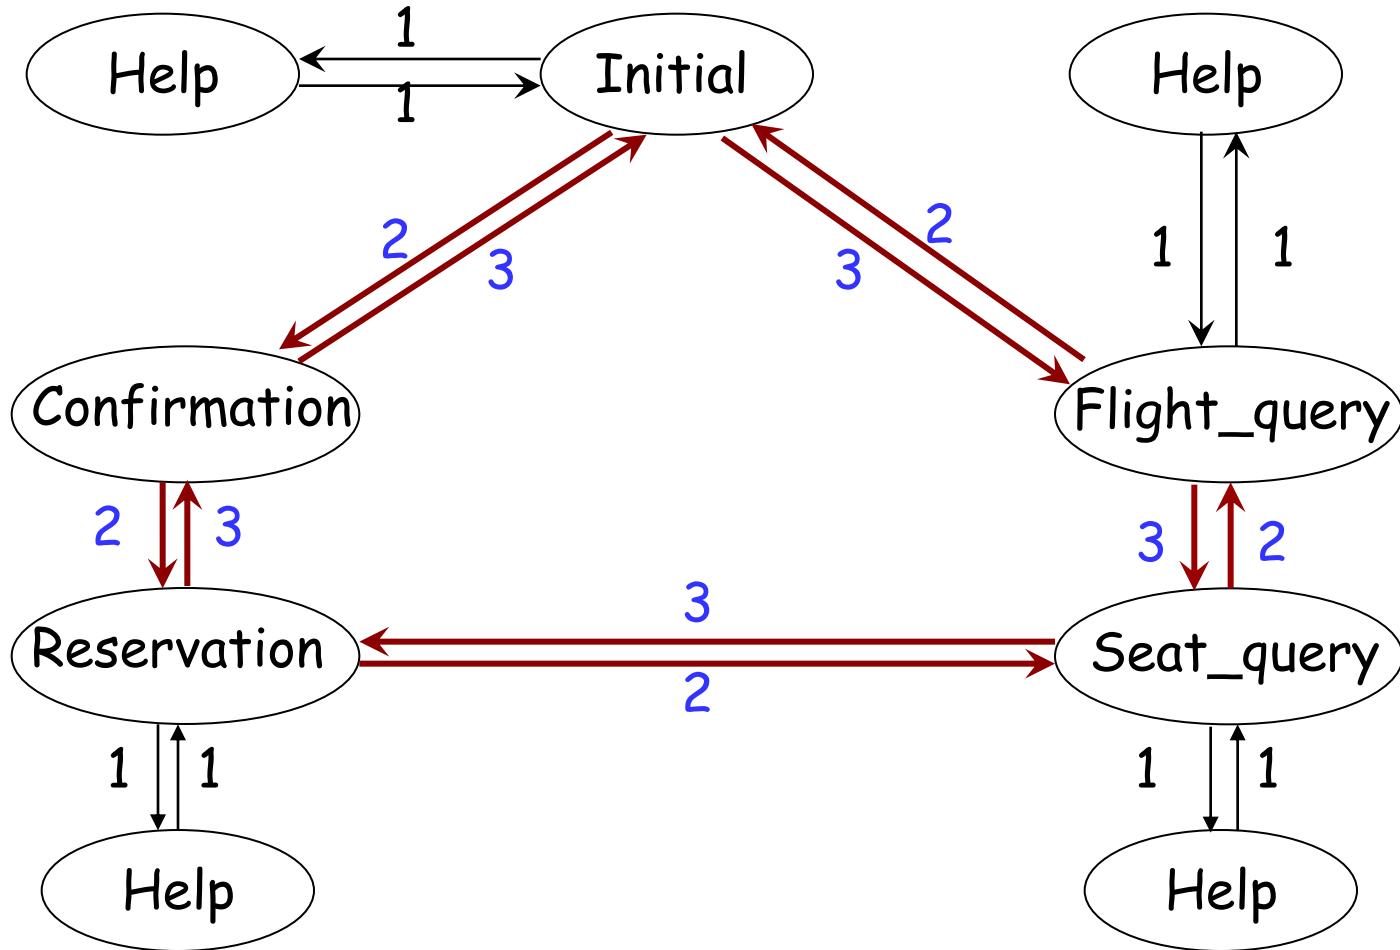 1
Help
Initial
Help
1
2
3
2
3
1
1
Confirmation
Flight_query
2
3
3
2
3
Reservation
Seat_query
2
1
1
1
1
Help
Help